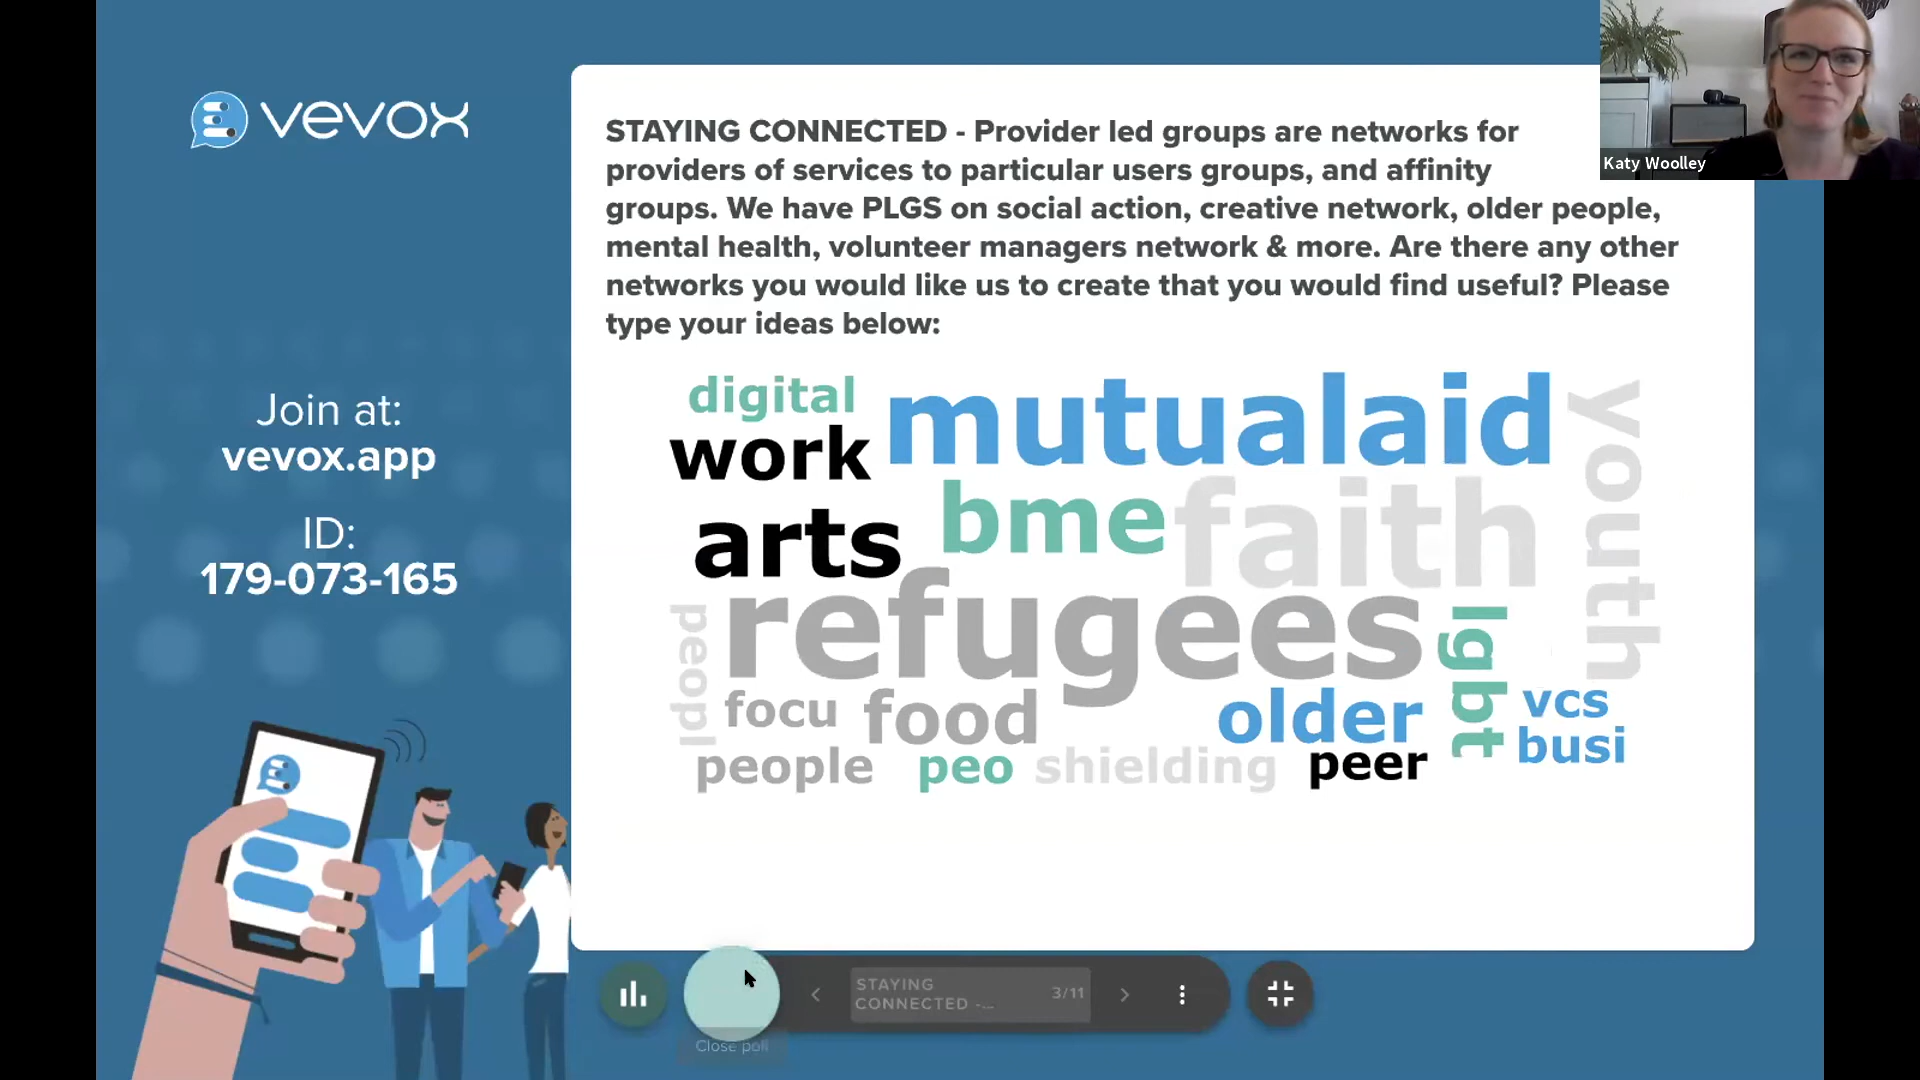 vevox
Join at:
vevox.app
ID:
179-073-165
STAYING CONNECTED - Provider led groups are networks for
providers of services to particular users groups, and affinity
groups. We have PLGS on social action, creative network, older people,
mental health, volunteer managers network & more. Are there any other
networks you would like us to create that you would find useful? Please
type your ideas below:
digital
mutualaid
youth
work
bme
faith
arts
refugees
peopl
lgbt
focu
food
older
vcs
busi
people
peo
shielding
peer
STAYING
CONNECTED -...
3/11
Close poll
Katy Woolley